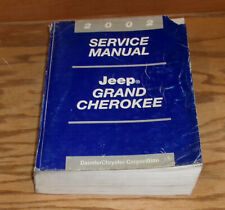 2002
SERVICE
MANUAL
Jeep®
GRAND
CHEROKEE
DaimlerChrysler Corporation